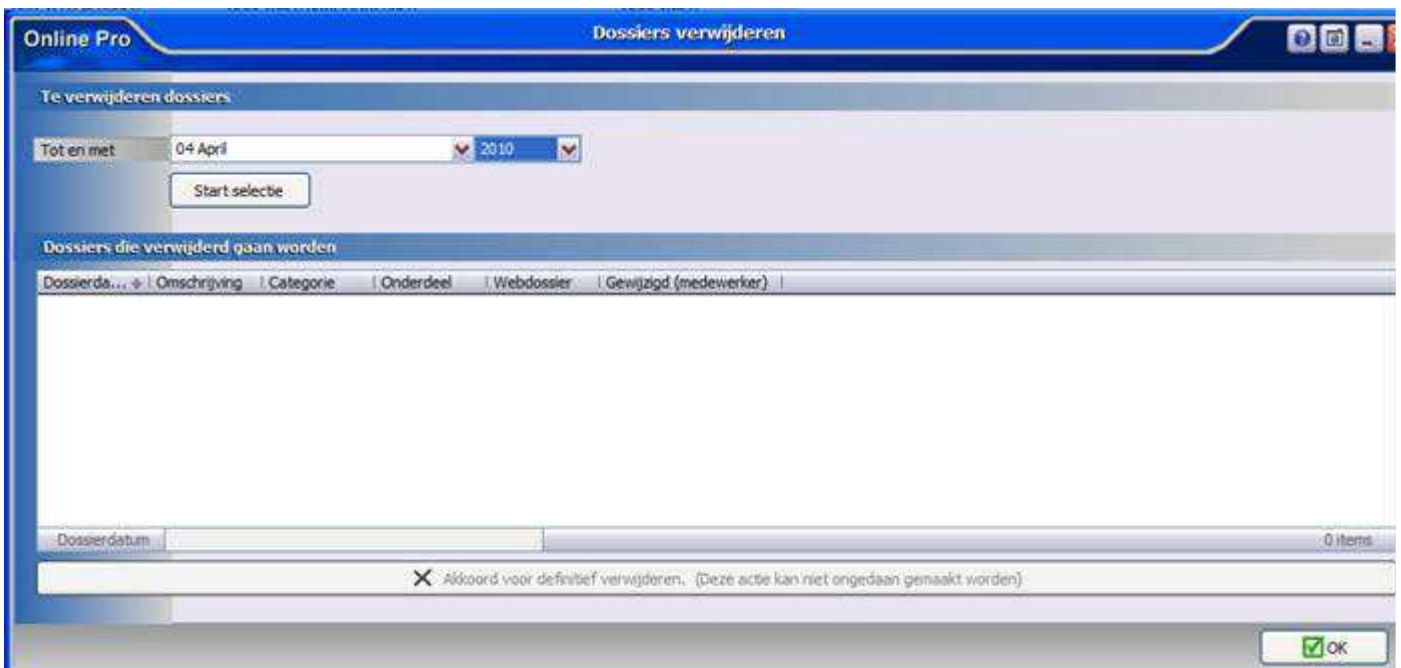 Online Pro
Dossiers verwijderen
Te verwijderen dossiers
Tot en met 04 April 2010
Start selectie
Dossiers die verwijderd gaan worden
Dossierda... Omschrijving Categorie Onderdeel Webdossier Gewijzigd (medewerker)
Dossierdatum 0 items
Akkoord voor definitief verwijderen. (Deze actie kan niet ongedaan gemaakt worden)
OK